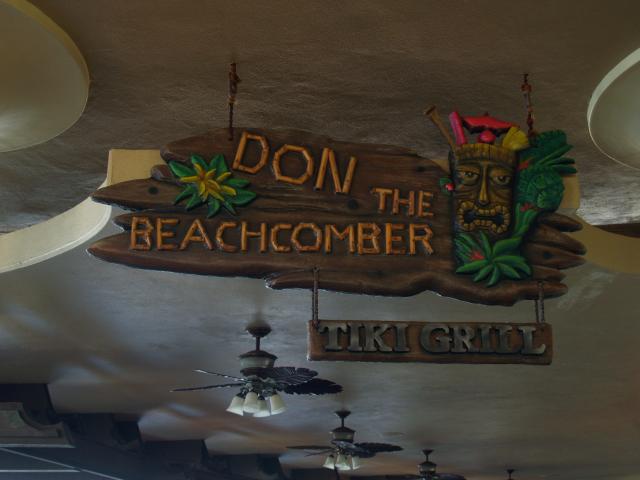 DON THE
BEACHCOMBER
TIKI GRILL